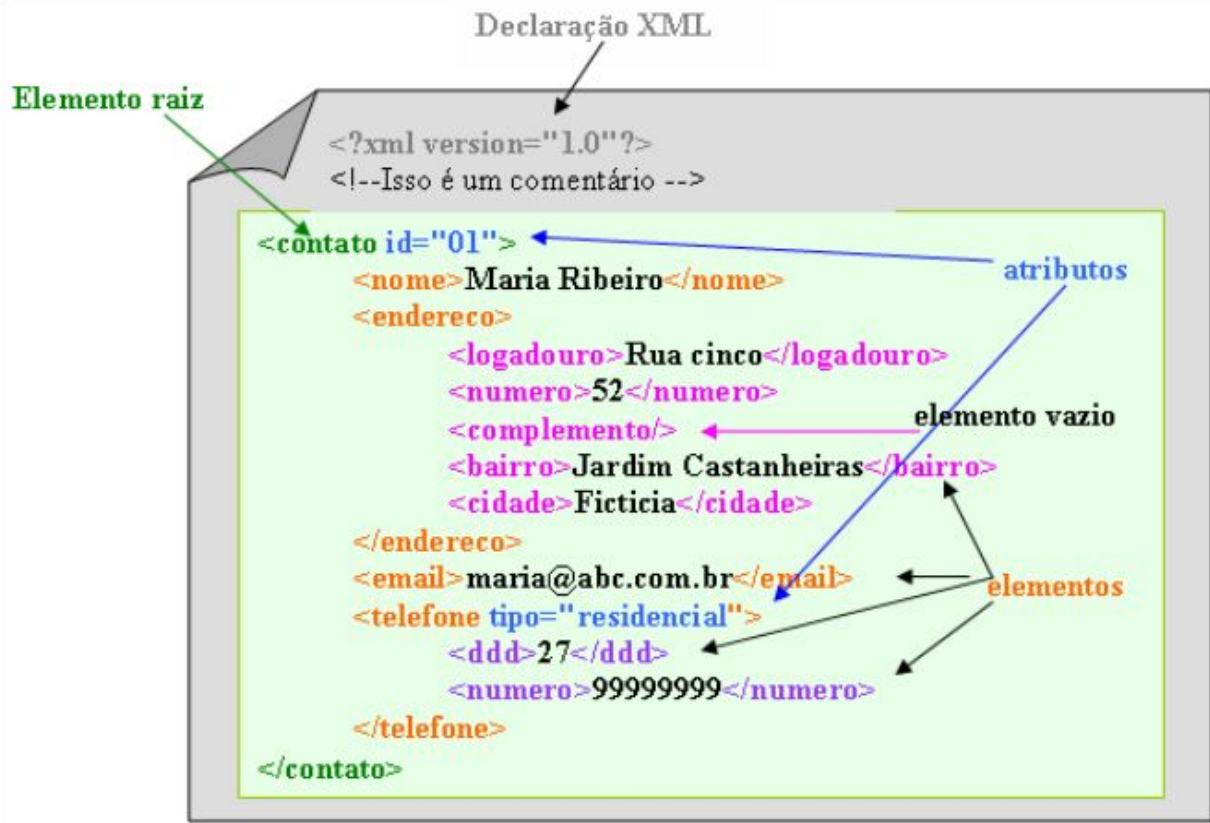 Declaração XML
Elemento raiz
<?xml version="1.0"?>
<!--Isso é um comentário -->
<contato id="01">
atributos
<nome>Maria Ribeiro</nome>
<endereco>
<logadouro>Rua cinco</logadouro>
<numero>52</numero>
elemento vazio
<complemento/>
<bairro>Jardim Castanheiras</bairro>
<cidade>Ficticia</cidade>
</endereco>
<email>maria@abc.com.br</email>
elementos
<telefone tipo="residencial">
<ddd>27</ddd>
<numero>99999999</numero>
</telefone>
</contato>